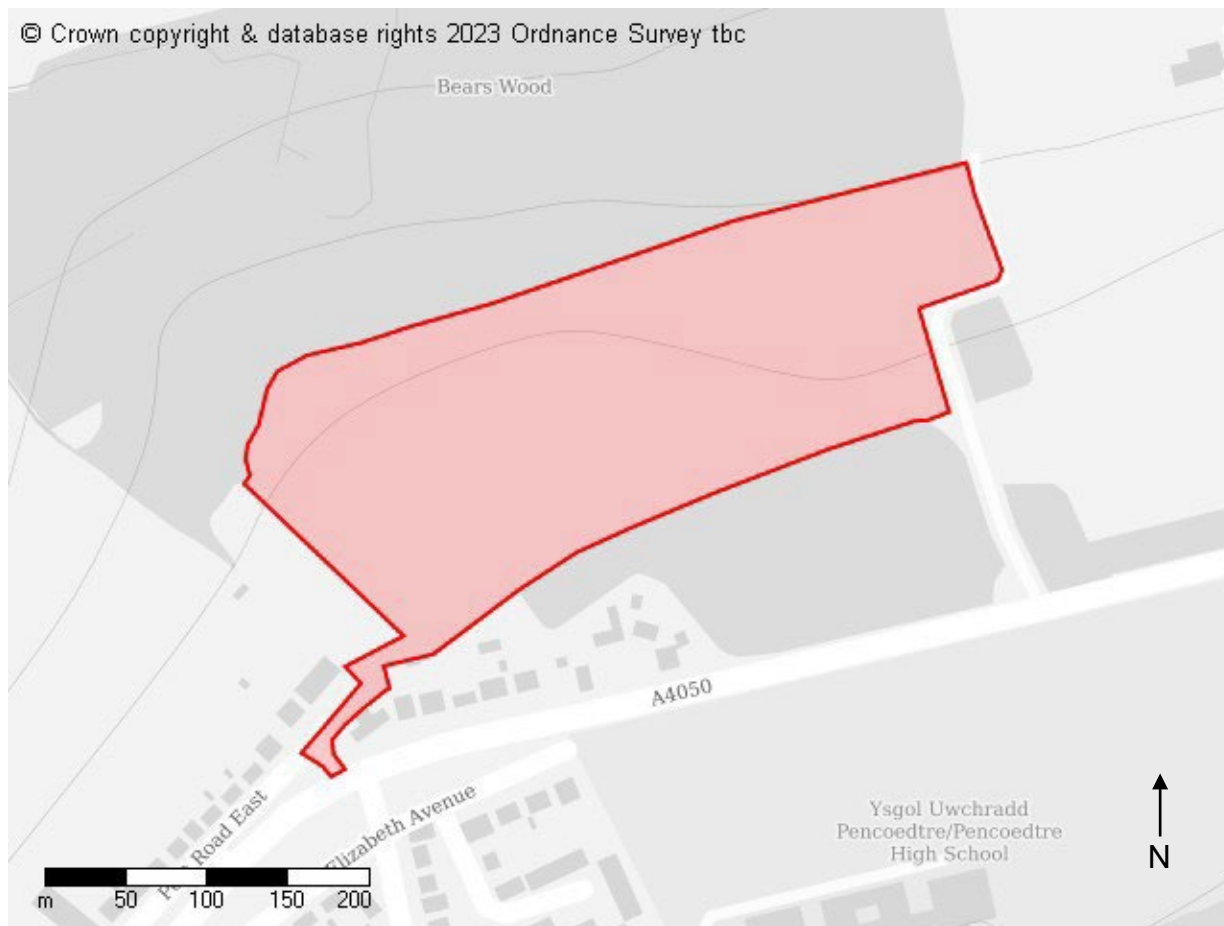 © Crown copyright & database rights 2023 Ordnance Survey tbc
Bears Wood
A4050
Road East
Elizabeth Avenue
Ysgol Uwchradd
Pencoedtre/Pencoedtre
High School
N
m 50 100 150 200